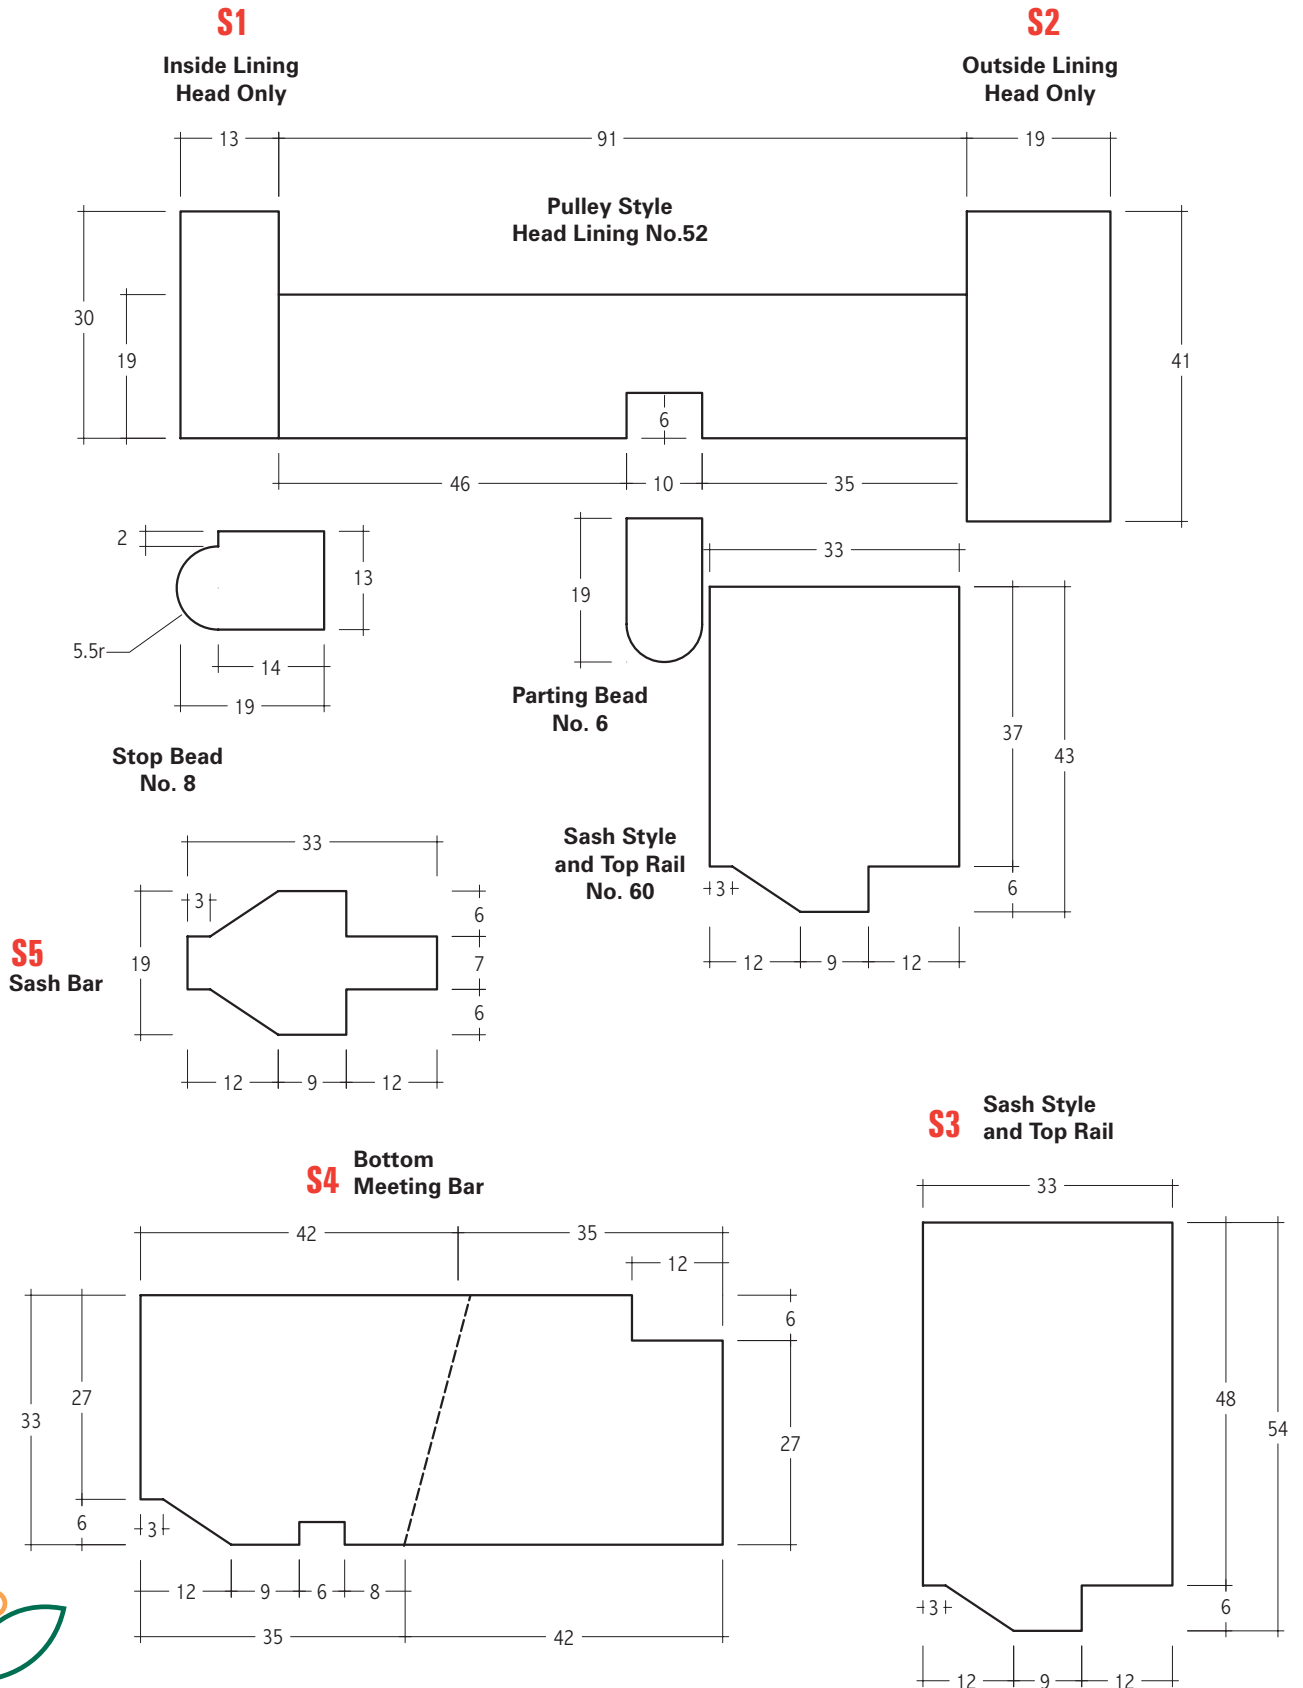 S1
Inside Lining
Head Only
S2
Outside Lining
Head Only
13
91
19
Pulley Style
Head Lining No.52
30
19
41
6
46
10
35
2
13
5.5r
14
19
Stop Bead
No. 8
19
Parting Bead
No. 6
33
37
43
Sash Style
and Top Rail
No. 60
3
6
12
9
12
33
3
6
S5
Sash Bar
19
7
6
12
9
12
S3
Sash Style
and Top Rail
S4
Bottom
Meeting Bar
33
42
35
12
6
27
33
27
6
3
12
9
6
8
35
42
48
54
3
6
12
9
12